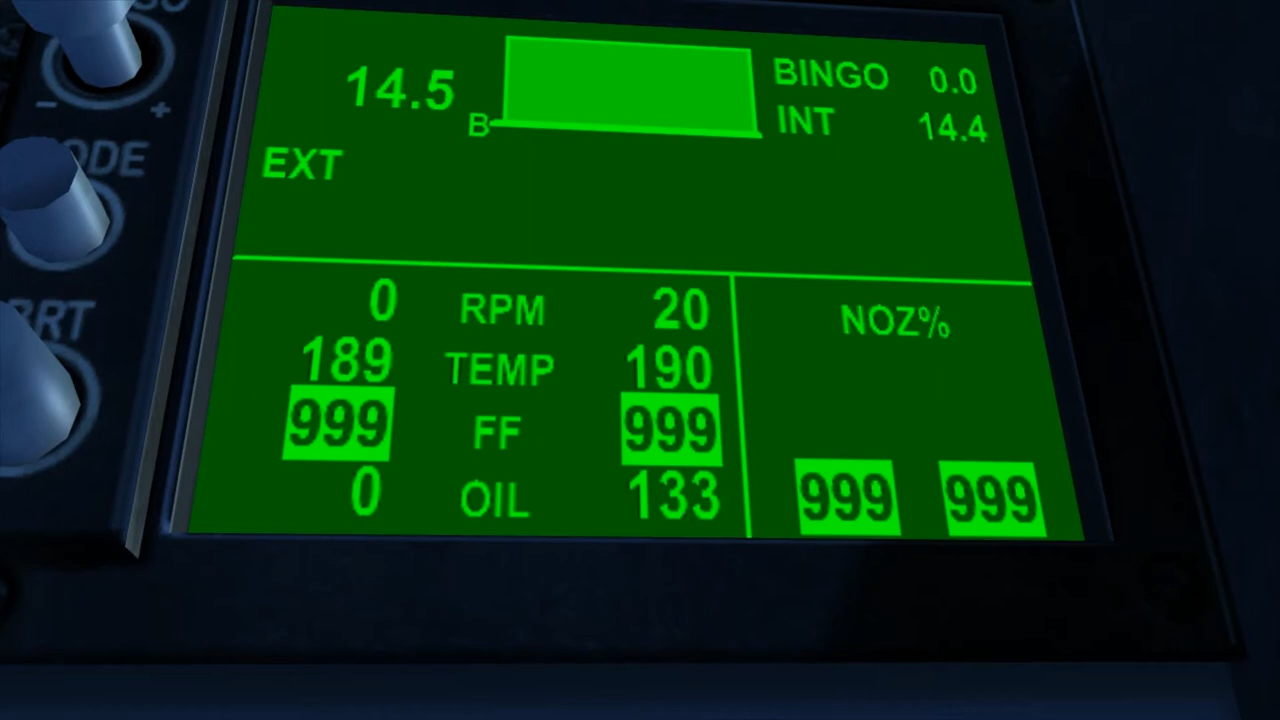 14.5
B
BINGO 0.0
INT 14.4
EXT
0 RPM 20
189 TEMP 190
999 FF 999
0 OIL 133
NOZ%
999 999
- +